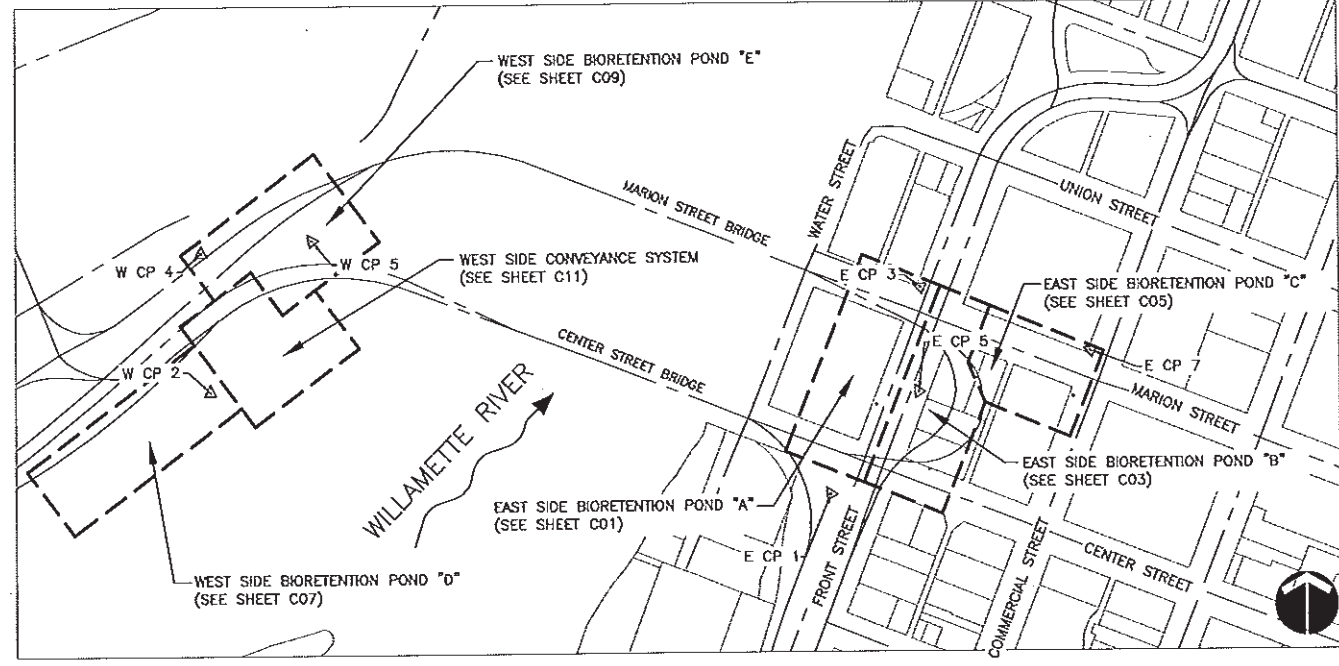 WEST SIDE BIORETENTION POND "E"
(SEE SHEET C09)
UNION STREET
WATER STREET
MARION STREET BRIDGE
W CP 4
W CP 5
WEST SIDE CONVEYANCE SYSTEM
(SEE SHEET C11)
E CP 3
EAST SIDE BIORETENTION POND "C"
(SEE SHEET C05)
CENTER STREET BRIDGE
E CP 5
E CP 7
W CP 2
MARION STREET
WILLAMETTE RIVER
EAST SIDE BIORETENTION POND "B"
(SEE SHEET C03)
EAST SIDE BIORETENTION POND "A"
(SEE SHEET C01)
E CP 1
FRONT STREET
COMMERCIAL STREET
CENTER STREET
WEST SIDE BIORETENTION POND "D"
(SEE SHEET C07)